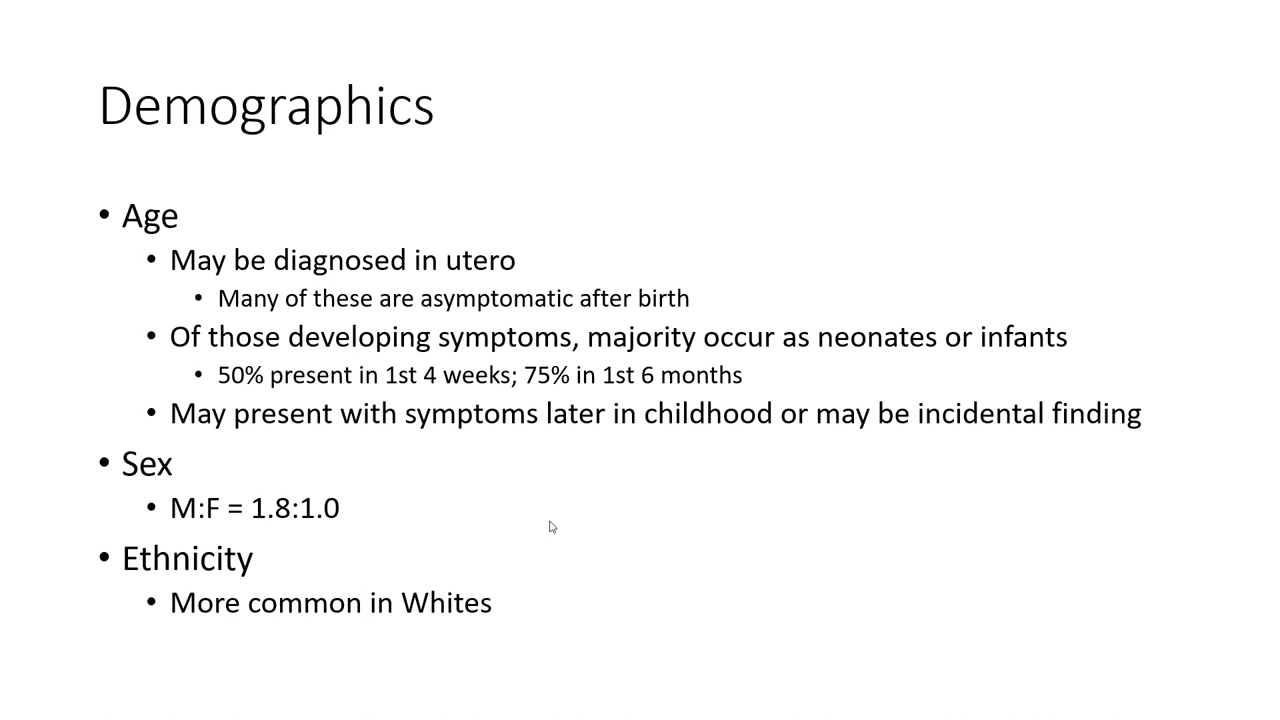 Demographics
• Age
• May be diagnosed in utero
• Many of these are asymptomatic after birth
• Of those developing symptoms, majority occur as neonates or infants
• 50% present in 1st 4 weeks; 75% in 1st 6 months
• May present with symptoms later in childhood or may be incidental finding
• Sex
• M:F = 1.8:1.0
• Ethnicity
• More common in Whites